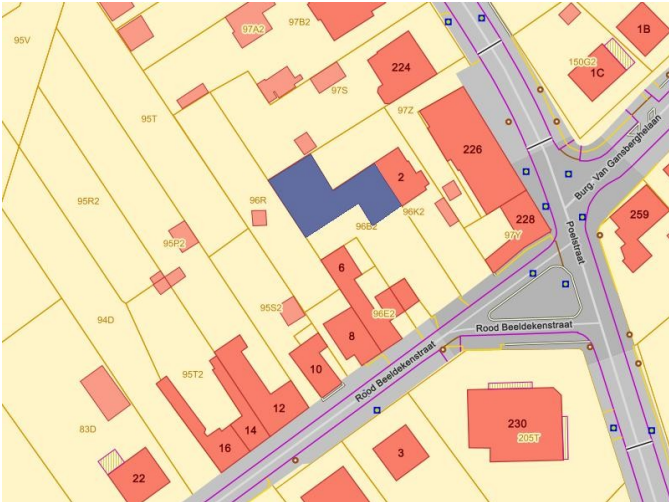 95V
97A2
97B2
1B
150G2
1C
224
97S
97Z
95T
Burg. Van Gansberghelaan
226
2
95R2
96R
96K2
96B2
228
97Y
Poelstraat
259
95P2
6
94D
95S2
96E2
8
Rood Beeldekenstraat
Rood Beeldekenstraat
10
95T2
12
14
16
83D
22
3
230
205T